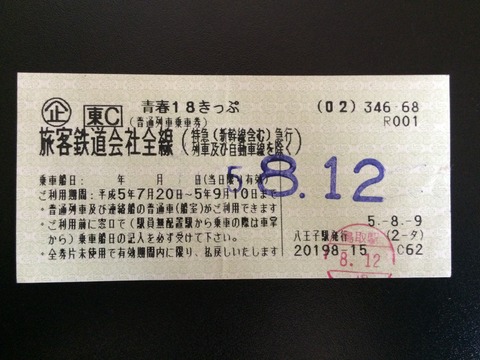 企 東C 青春18きっぷ (02) 346-68
(普通列車乗車券) R001
旅客鉄道会社全線(特急(新幹線含む)急行
列車及び自動車線を除く)
乗車船日: 年 月 日(当日限り有効)
5.8.12
ご利用期間:平成5年7月20日~5年9月10日まで
*普通列車及び連絡船の普通車(船室)がご利用できます
*ご利用前に窓口で(駅員無配置駅から乗車の際は車掌 5.-8.-9
から)乗車船日の記入を必ず受けて下さい。 八王子駅発行 (2-タ)
*全券片未使用で有効期間内に限り、払戻しいたします 20198-15 C62
鳥取駅
8.12